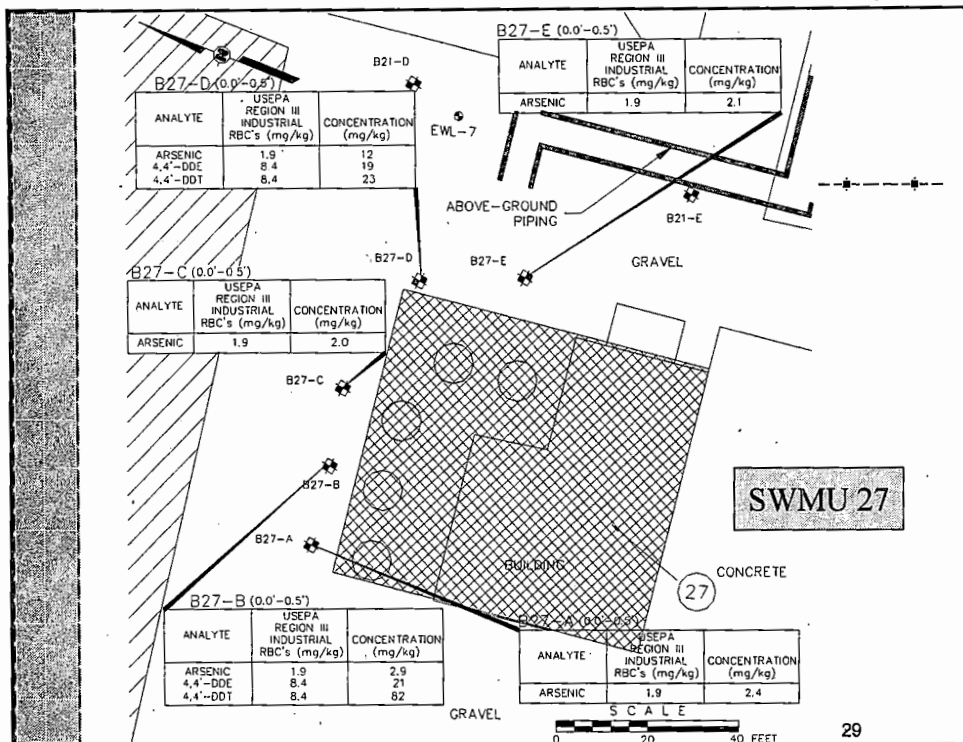 B27-E (0.0'-0.5')
ANALYTE USEPA REGION III INDUSTRIAL RBC's (mg/kg) CONCENTRATION (mg/kg)
ARSENIC 1.9 2.1
N
B21-D
B27-D (0.0'-0.5')
ANALYTE USEPA REGION III INDUSTRIAL RBC's (mg/kg) CONCENTRATION (mg/kg)
ARSENIC 1.9 12
4,4'-DDE 8.4 19
4,4'-DDT 8.4 23
EWL-7
ABOVE-GROUND
PIPING
B21-E
B27-D
B27-E
GRAVEL
B27-C (0.0'-0.5')
ANALYTE USEPA REGION III INDUSTRIAL RBC's (mg/kg) CONCENTRATION (mg/kg)
ARSENIC 1.9 2.0
B27-C
B27-B
SWMU 27
B27-A
BUILDING
CONCRETE
27
B27-B (0.0'-0.5')
ANALYTE USEPA REGION III INDUSTRIAL RBC's (mg/kg) CONCENTRATION (mg/kg)
ARSENIC 1.9 2.9
4,4'-DDE 8.4 21
4,4'-DDT 8.4 82
B27-A (0.0'-0.5')
ANALYTE USEPA REGION III INDUSTRIAL RBC's (mg/kg) CONCENTRATION (mg/kg)
ARSENIC 1.9 2.4
GRAVEL
SCALE
0 20 40 FEET
29